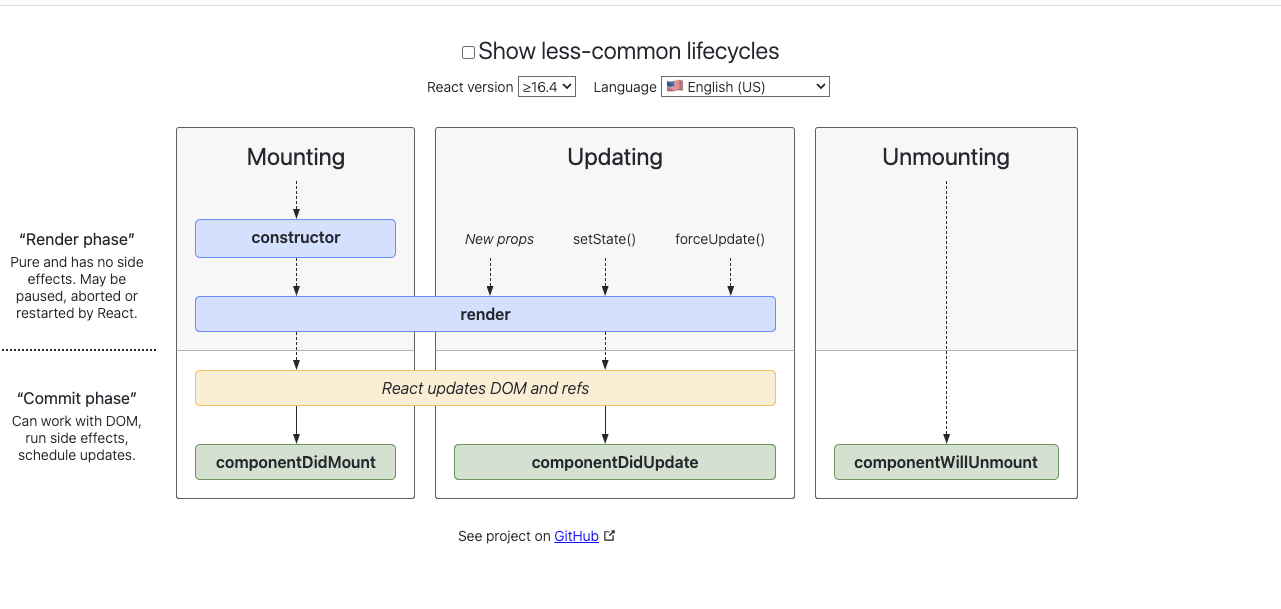 Show less-common lifecycles
React version ≥16.4 Language 🇺🇸 English (US)
Mounting
Updating
Unmounting
“Render phase”
Pure and has no side
effects. May be
paused, aborted or
restarted by React.
constructor
New props
setState()
forceUpdate()
render
“Commit phase”
Can work with DOM,
run side effects,
schedule updates.
React updates DOM and refs
componentDidMount
componentDidUpdate
componentWillUnmount
See project on GitHub